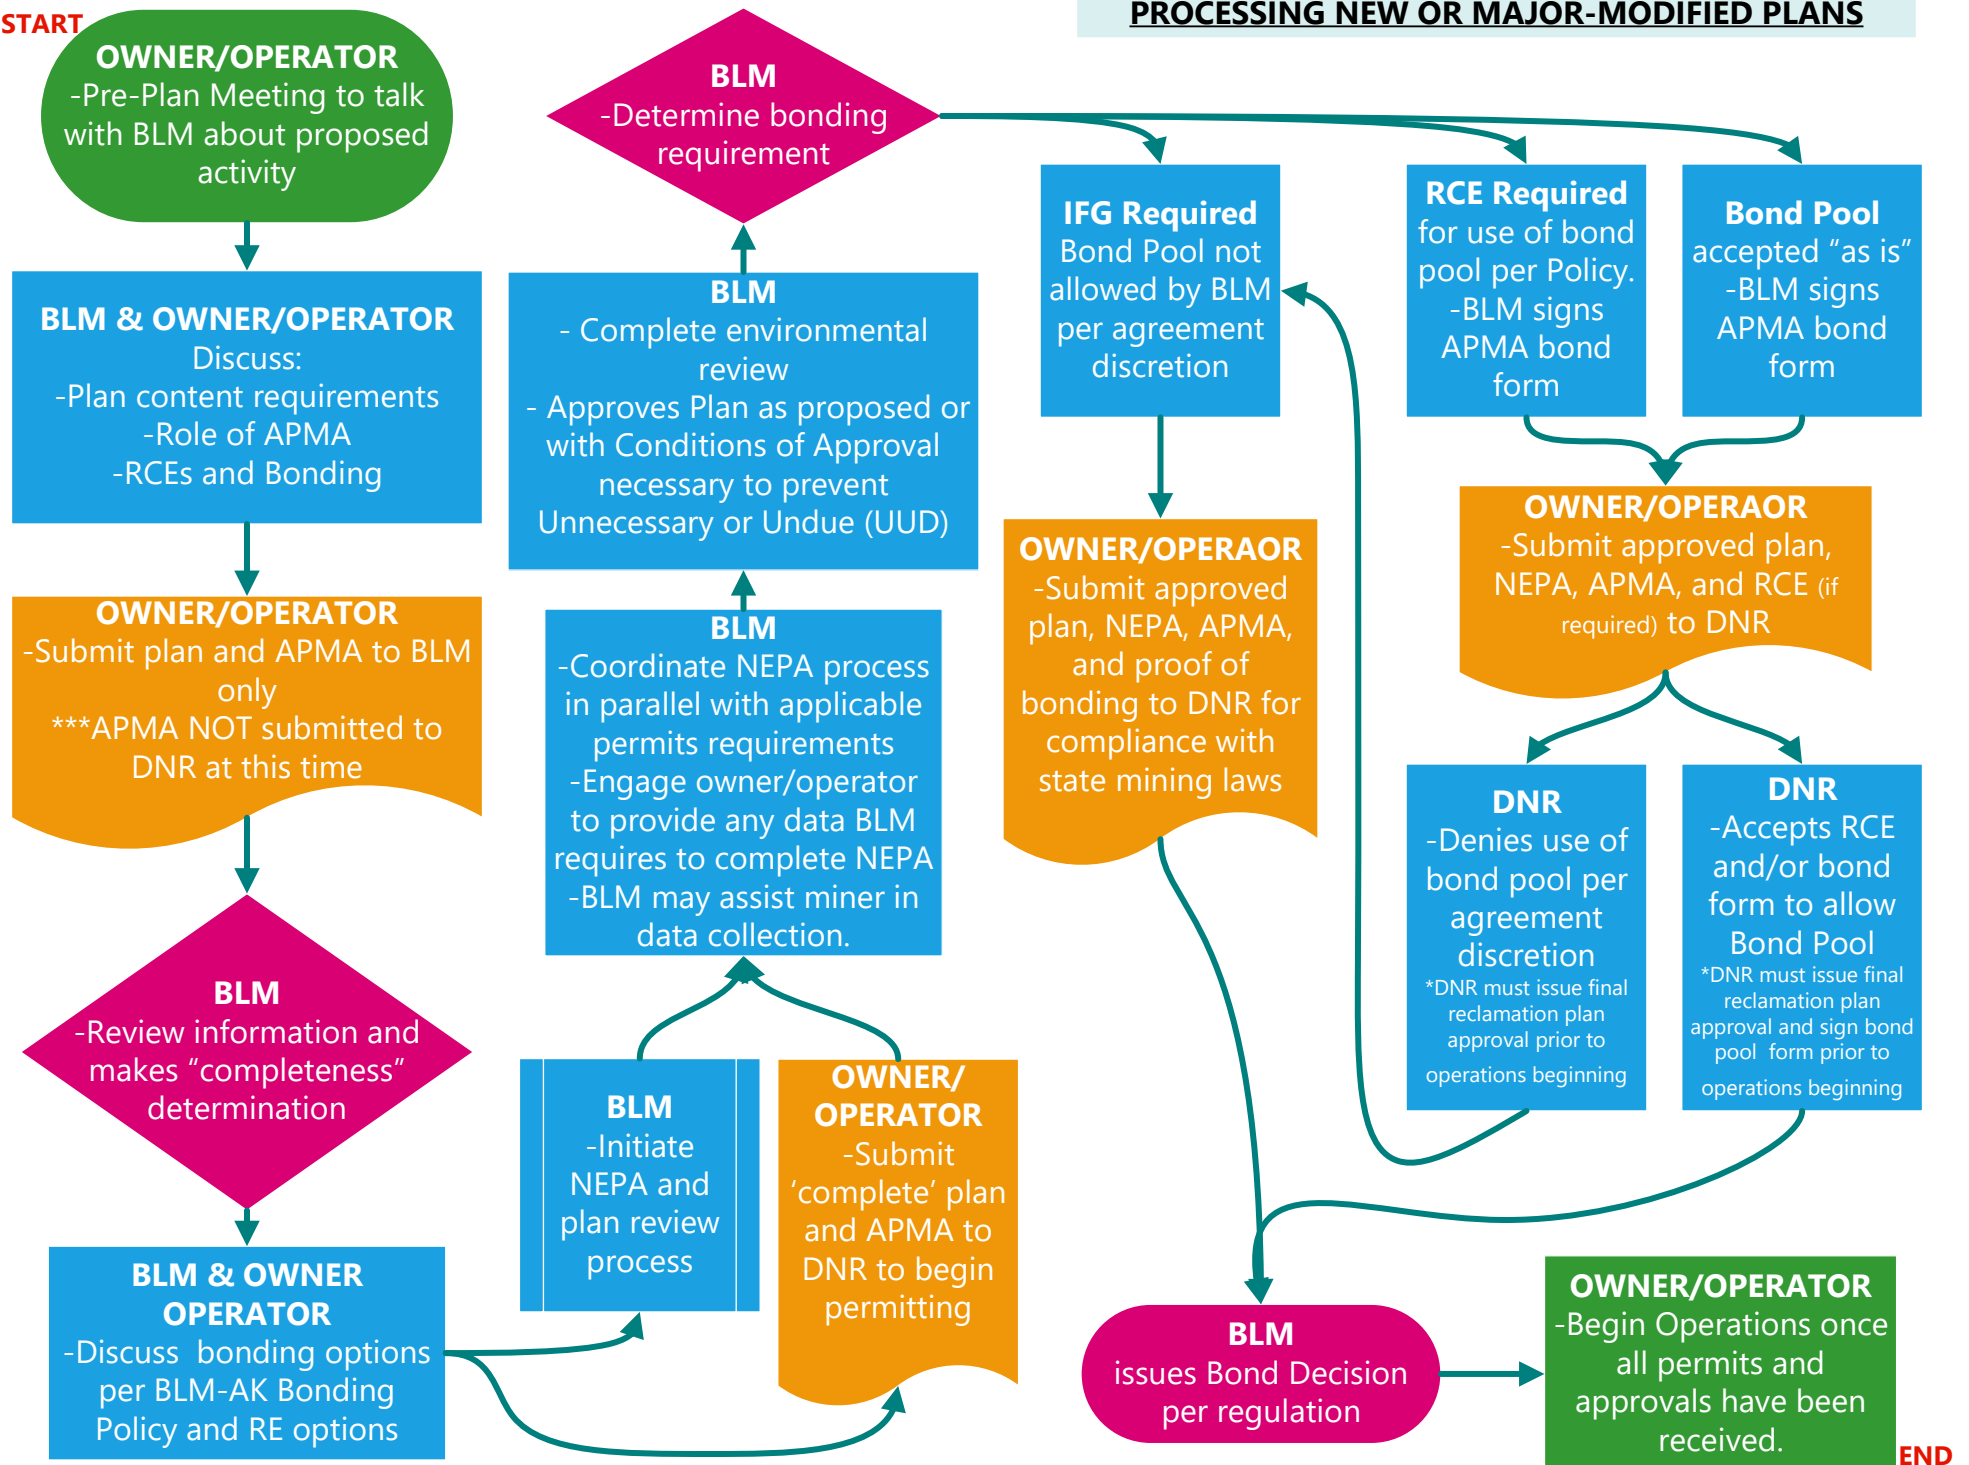 START
PROCESSING NEW OR MAJOR-MODIFIED PLANS
OWNER/OPERATOR
-Pre-Plan Meeting to talk
with BLM about proposed
activity
BLM & OWNER/OPERATOR
Discuss:
-Plan content requirements
-Role of APMA
-RCEs and Bonding
OWNER/OPERATOR
-Submit plan and APMA to BLM
only
***APMA NOT submitted to
DNR at this time
BLM
-Review information and
makes “completeness”
determination
BLM & OWNER
OPERATOR
-Discuss  bonding options
per BLM-AK Bonding
Policy and RE options
BLM
-Initiate
NEPA and
plan review
process
OWNER/
OPERATOR
-Submit
‘complete’ plan
and APMA to
DNR to begin
permitting
BLM
-Coordinate NEPA process
in parallel with applicable
permits requirements
-Engage owner/operator
to provide any data BLM
requires to complete NEPA
-BLM may assist miner in
data collection.
BLM
- Complete environmental
review
- Approves Plan as proposed or
with Conditions of Approval
necessary to prevent
Unnecessary or Undue (UUD)
BLM
-Determine bonding
requirement
IFG Required
Bond Pool not
allowed by BLM
per agreement
discretion
RCE Required
for use of bond
pool per Policy.
-BLM signs
APMA bond
form
Bond Pool
accepted “as is”
-BLM signs
APMA bond
form
OWNER/OPERAOR
-Submit approved
plan, NEPA, APMA,
and proof of
bonding to DNR for
compliance with
state mining laws
OWNER/OPERAOR
-Submit approved plan,
NEPA, APMA, and RCE (if
required) to DNR
DNR
-Denies use of
bond pool per
agreement
discretion
*DNR must issue final
reclamation plan
approval prior to
operations beginning
DNR
-Accepts RCE
and/or bond
form to allow
Bond Pool
*DNR must issue final
reclamation plan
approval and sign bond
pool  form prior to
operations beginning
BLM
issues Bond Decision
per regulation
OWNER/OPERATOR
-Begin Operations once
all permits and
approvals have been
received.
END